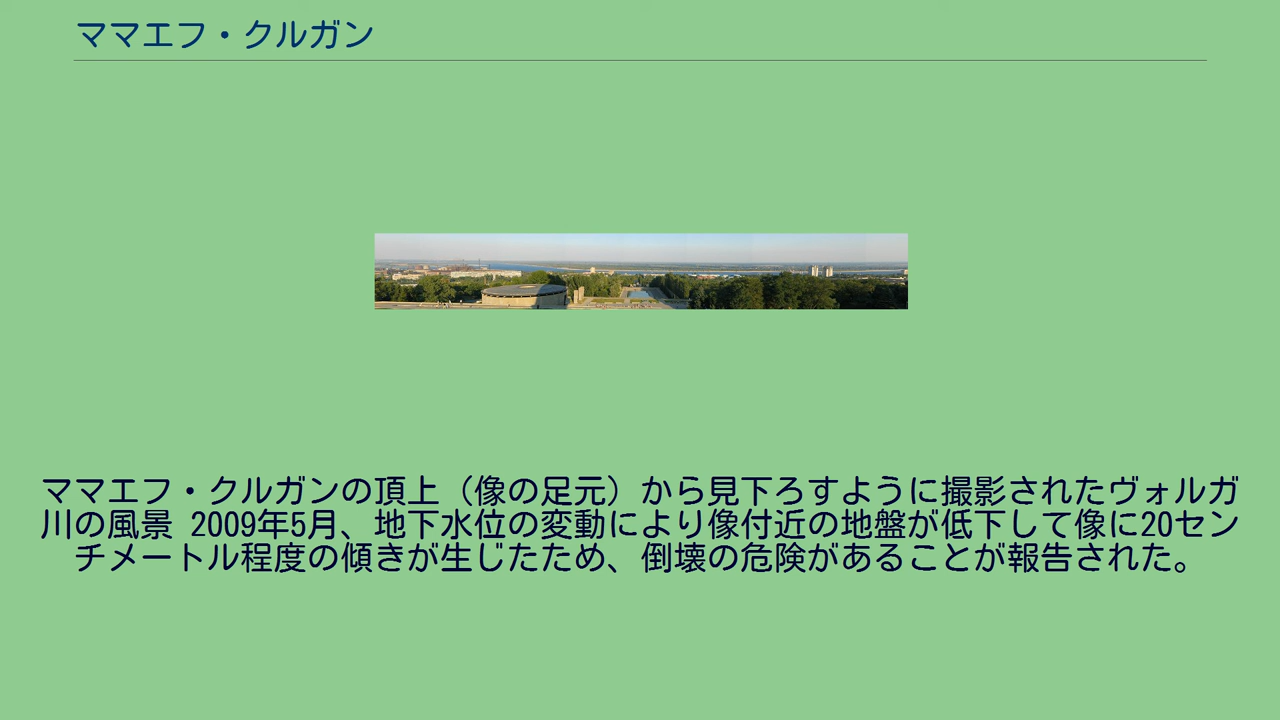 ママエフ・クルガン
ママエフ・クルガンの頂上（像の足元）から見下ろすように撮影されたヴォルガ
川の風景 2009年5月、地下水位の変動により像付近の地盤が低下して像に20セン
チメートル程度の傾きが生じたため、倒壊の危険があることが報告された。